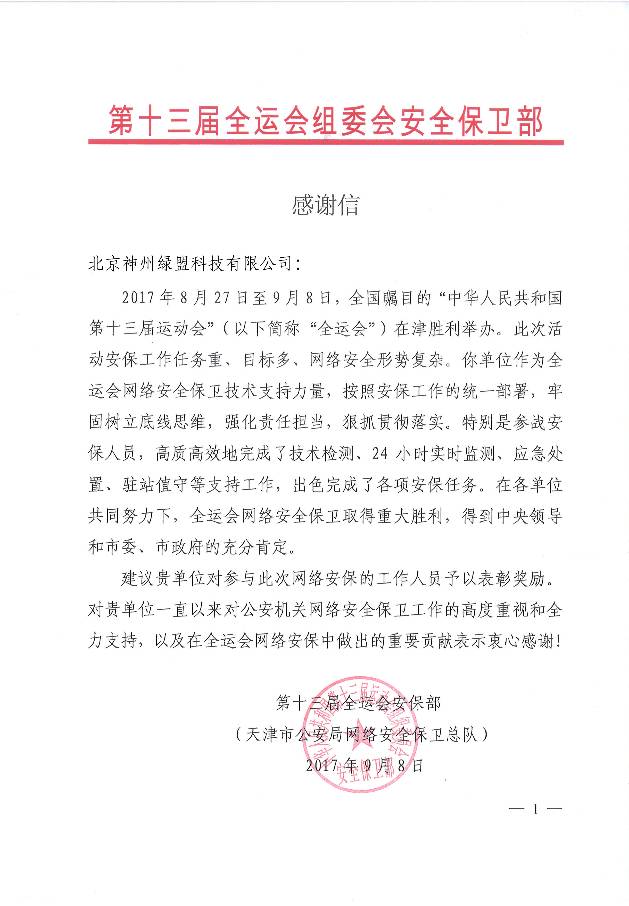 第十三届全运会组委会安全保卫部
感谢信
北京神州绿盟科技有限公司：
2017年8月27日至9月8日，全国瞩目的“中华人民共和国
第十三届运动会”（以下简称“全运会”）在津胜利举办。此次活
动安保工作任务重、目标多、网络安全形势复杂。你单位作为全
运会网络安全保卫技术支持力量，按照安保工作的统一部署，牢
固树立底线思维，强化责任担当，狠抓贯彻落实。特别是参战安
保人员，高质高效地完成了技术检测、24小时实时监测、应急处
置、驻站值守等支持工作，出色完成了各项安保任务。在各单位
共同努力下，全运会网络安全保卫取得重大胜利，得到中央领导
和市委、市政府的充分肯定。
建议贵单位对参与此次网络安保的工作人员予以表彰奖励。
对贵单位一直以来对公安机关网络安全保卫工作的高度重视和全
力支持，以及在全运会网络安保中做出的重要贡献表示衷心感谢！
第十三届全运会安保部
（天津市公安局网络安全保卫总队）
2017年9月8日
安全保卫部
— 1 —